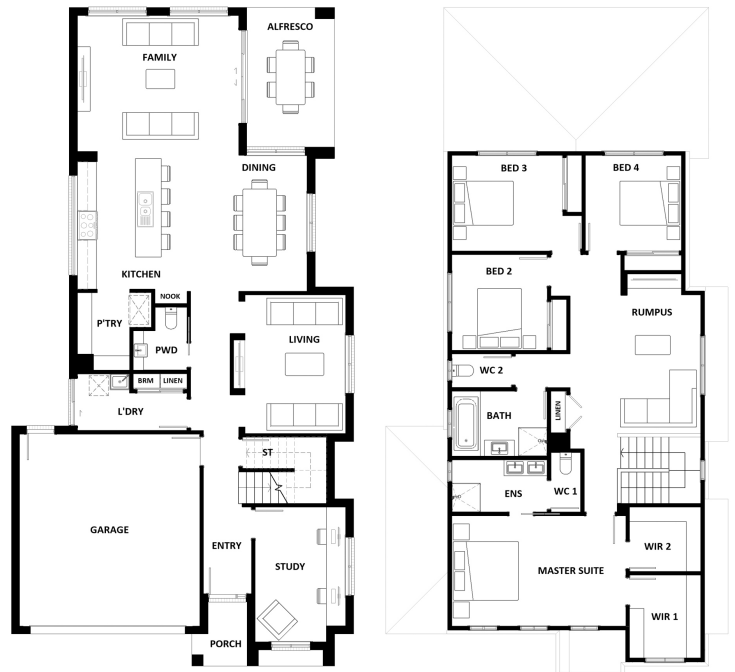 ALFRESCO
FAMILY
DINING
KITCHEN
NOOK
P'TRY
PWD
LIVING
BRM
LINEN
L'DRY
ST
GARAGE
ENTRY
STUDY
PORCH
BED 3
BED 4
BED 2
RUMPUS
WC 2
BATH
LINEN
ENS
WC 1
MASTER SUITE
WIR 2
WIR 1